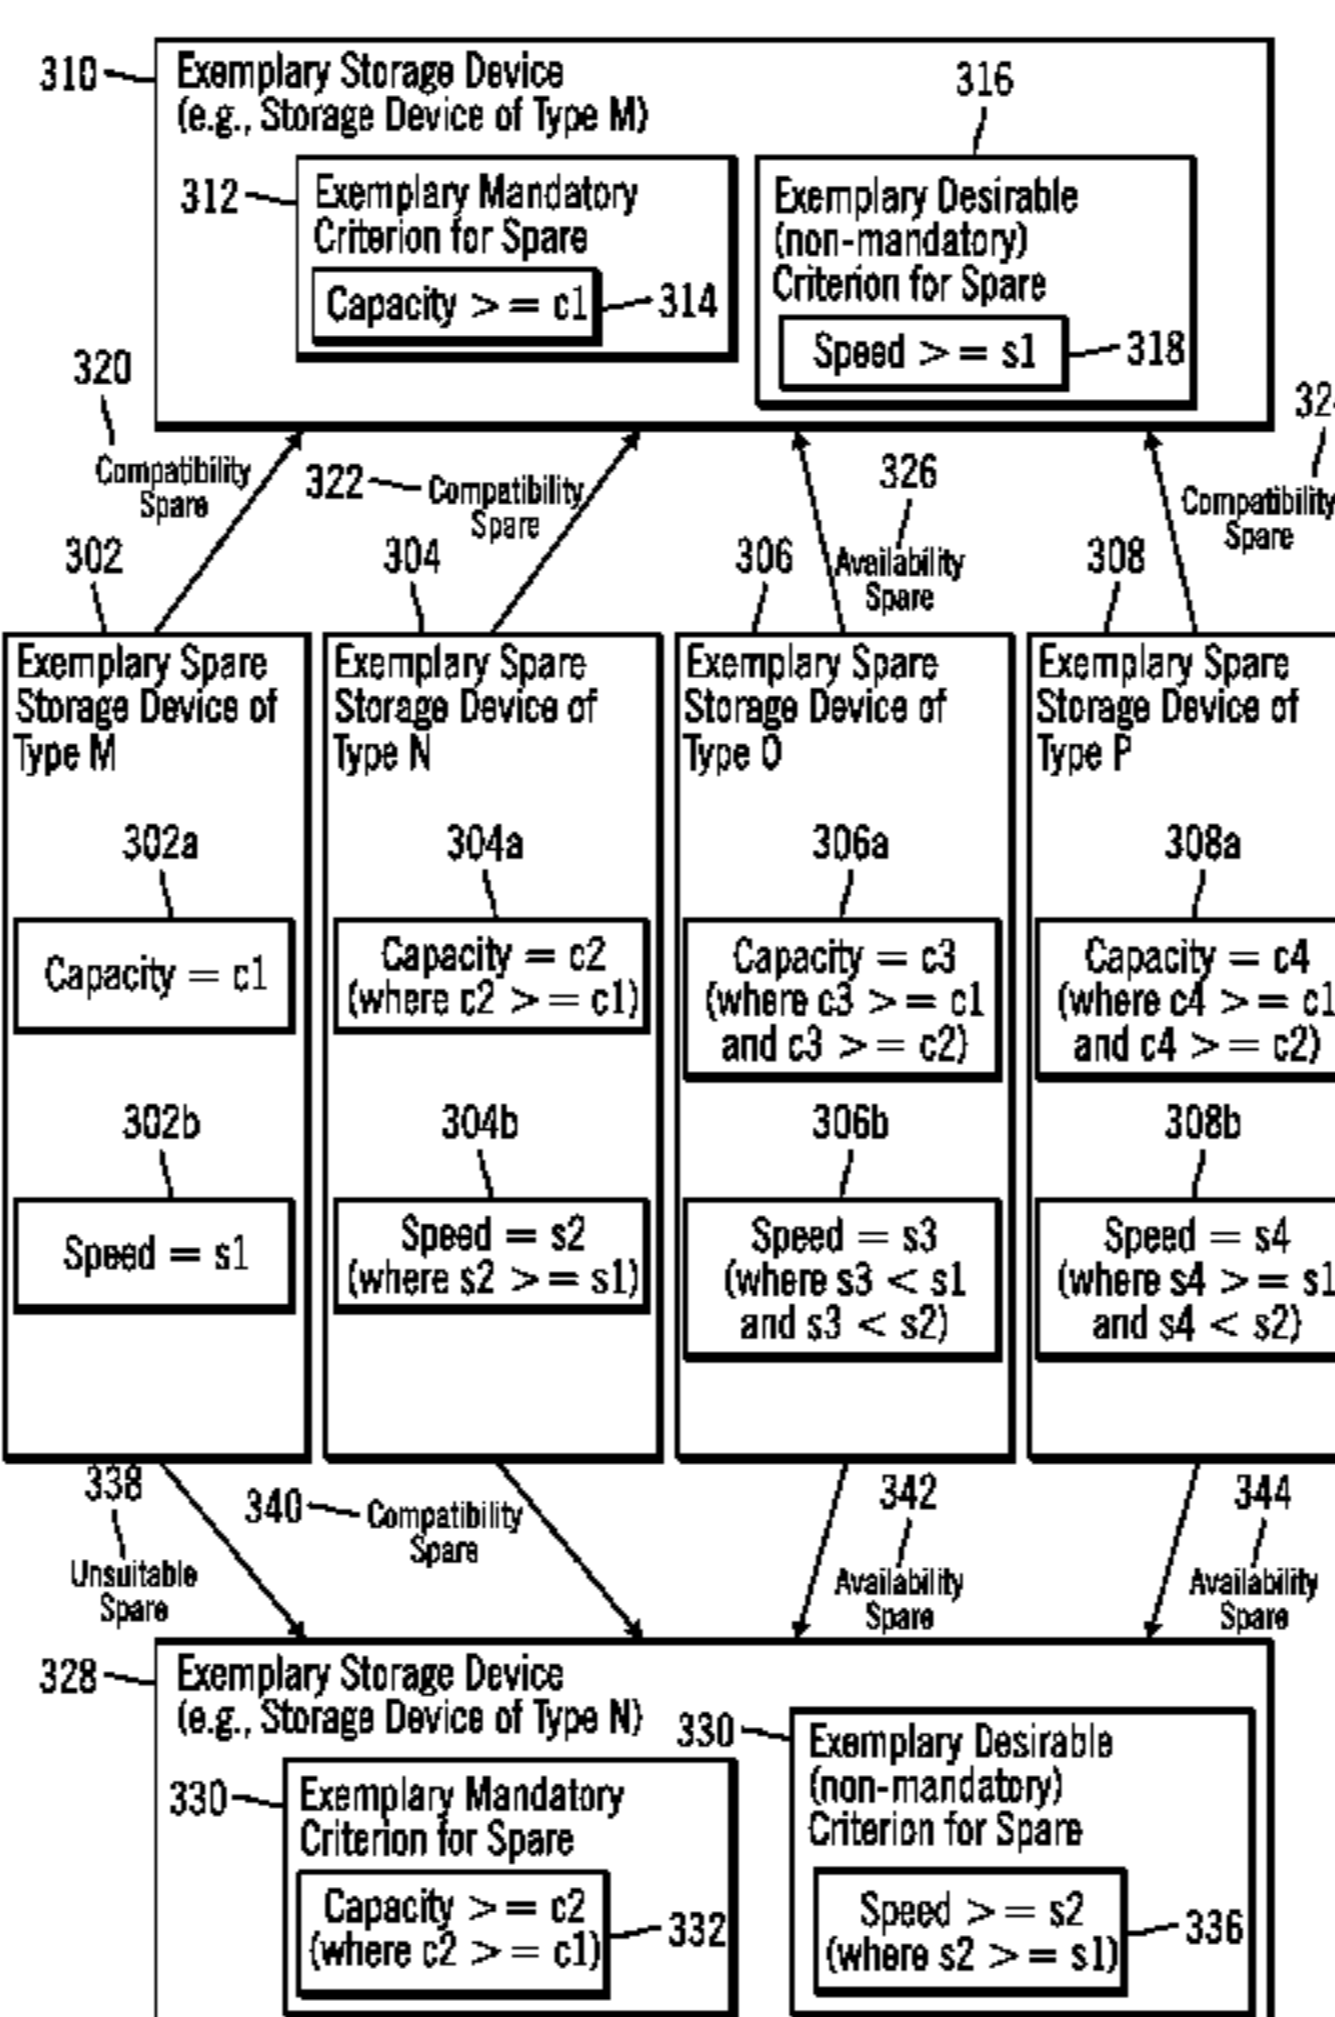 310
Exemplary Storage Device
(e.g., Storage Device of Type M)
316
312
Exemplary Mandatory
Criterion for Spare
Capacity >= c1
314
Exemplary Desirable
(non-mandatory)
Criterion for Spare
Speed >= s1
318
320
Compatibility
Spare
322
Compatibility
Spare
326
Availability
Spare
Compatibility
Spare
302
304
306
308
Exemplary Spare
Storage Device of
Type M
Exemplary Spare
Storage Device of
Type N
Exemplary Spare
Storage Device of
Type O
Exemplary Spare
Storage Device of
Type P
302a
304a
306a
308a
Capacity = c1
Capacity = c2
(where c2 >= c1)
Capacity = c3
(where c3 >= c1
and c3 >= c2)
Capacity = c4
(where c4 >= c1
and c4 >= c2)
302b
304b
306b
308b
Speed = s1
Speed = s2
(where s2 >= s1)
Speed = s3
(where s3 < s1
and s3 < s2)
Speed = s4
(where s4 >= s1
and s4 < s2)
338
Unsuitable
Spare
340
Compatibility
Spare
342
Availability
Spare
344
Availability
Spare
328
Exemplary Storage Device
(e.g., Storage Device of Type N)
330
Exemplary Mandatory
Criterion for Spare
Capacity >= c2
(where c2 >= c1)
332
330
Exemplary Desirable
(non-mandatory)
Criterion for Spare
Speed >= s2
(where s2 >= s1)
336